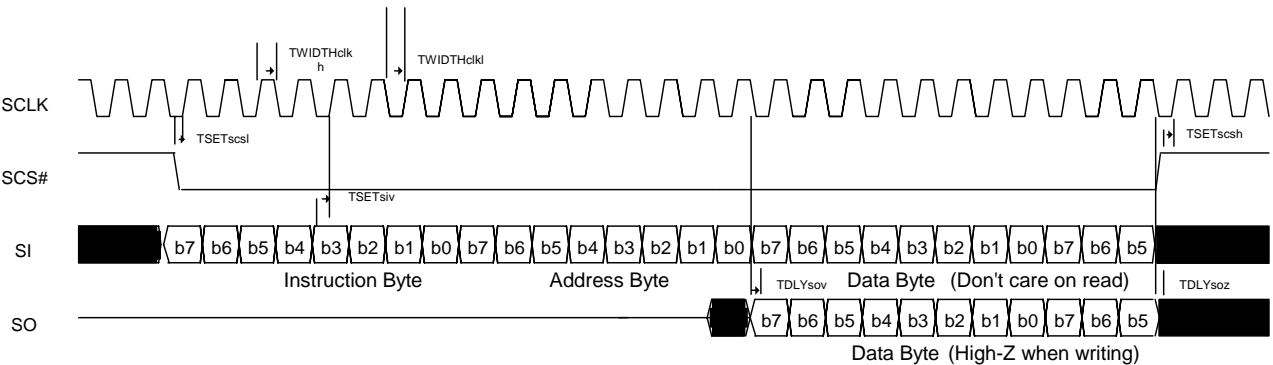 TWIDTHclk
h
TWIDTHclkl
SCLK
TSETscsl
TSETscsh
SCS#
TSETsiv
SI b7 b6 b5 b4 b3 b2 b1 b0 b7 b6 b5 b4 b3 b2 b1 b0 b7 b6 b5 b4 b3 b2 b1 b0 b7 b6 b5
Instruction Byte Address Byte Data Byte (Don't care on read)
TDLYsov TDLYsoz
SO b7 b6 b5 b4 b3 b2 b1 b0 b7 b6 b5
Data Byte (High-Z when writing)